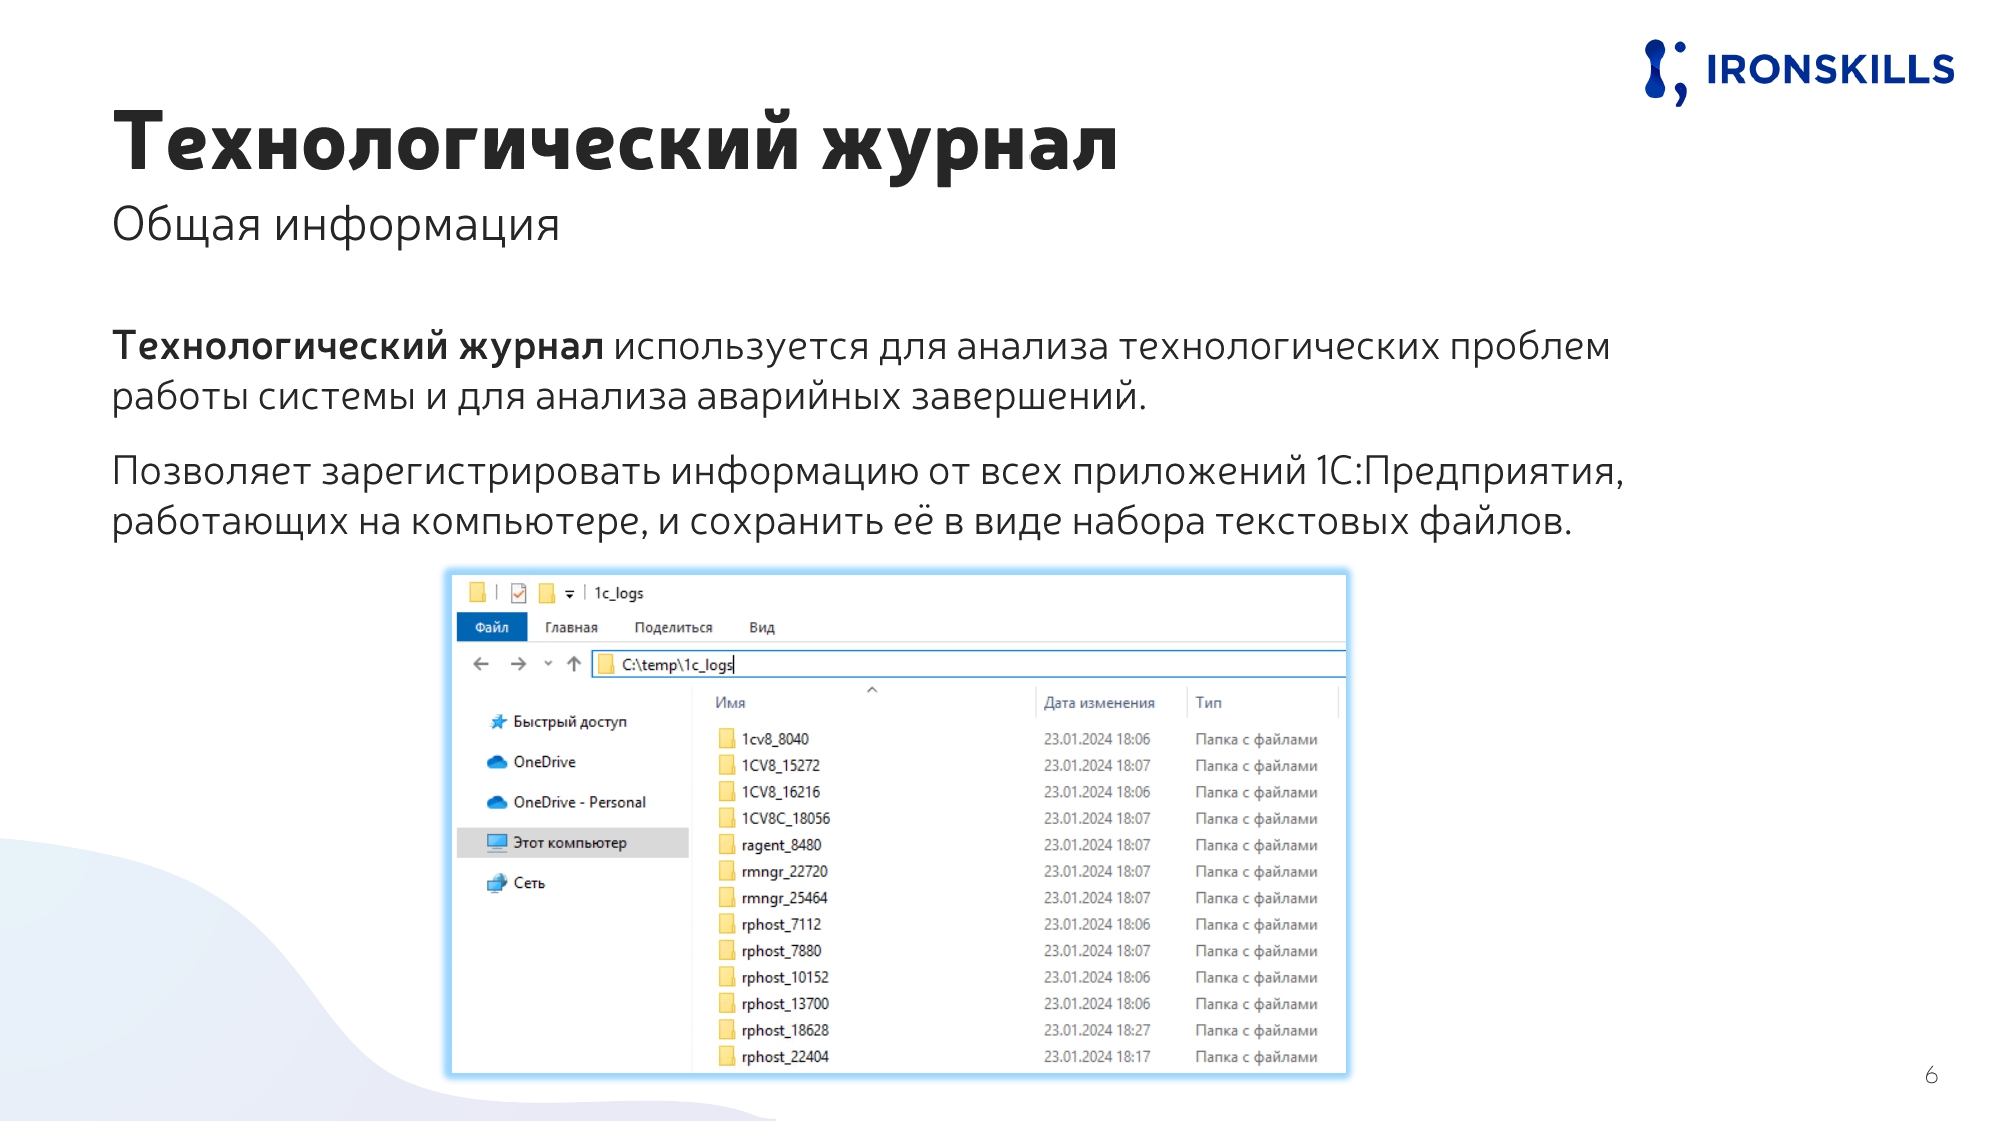 IRONSKILLS
Технологический журнал
Общая информация
Технологический журнал используется для анализа технологических проблем
работы системы и для анализа аварийных завершений.
Позволяет зарегистрировать информацию от всех приложений 1С:Предприятия,
работающих на компьютере, и сохранить её в виде набора текстовых файлов.
1c_logs
Файл Главная Поделиться Вид
C:\temp\1c_logs
Имя Дата изменения Тип
Быстрый доступ
OneDrive
OneDrive - Personal
Этот компьютер
Сеть
1cv8_8040 23.01.2024 18:06 Папка с файлами
1CV8_15272 23.01.2024 18:07 Папка с файлами
1CV8_16216 23.01.2024 18:06 Папка с файлами
1CV8C_18056 23.01.2024 18:07 Папка с файлами
ragent_8480 23.01.2024 18:07 Папка с файлами
rmngr_22720 23.01.2024 18:07 Папка с файлами
rmngr_25464 23.01.2024 18:07 Папка с файлами
rphost_7112 23.01.2024 18:06 Папка с файлами
rphost_7880 23.01.2024 18:07 Папка с файлами
rphost_10152 23.01.2024 18:06 Папка с файлами
rphost_13700 23.01.2024 18:06 Папка с файлами
rphost_18628 23.01.2024 18:27 Папка с файлами
rphost_22404 23.01.2024 18:17 Папка с файлами
6